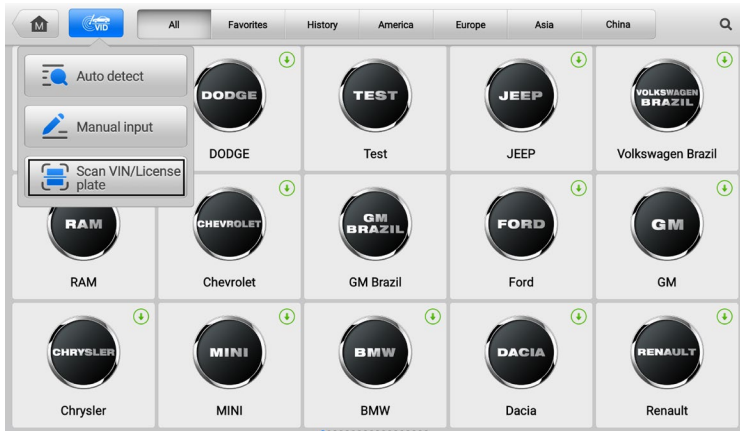 M
VID
All
Favorites
History
America
Europe
Asia
China
Auto detect
Manual input
Scan VIN/License
plate
DODGE
DODGE
TEST
Test
JEEP
JEEP
VOLKSWAGEN
BRAZIL
Volkswagen Brazil
RAM
RAM
CHEVROLET
Chevrolet
GM
BRAZIL
GM Brazil
FORD
Ford
GM
GM
CHRYSLER
Chrysler
MINI
MINI
BMW
BMW
DACIA
Dacia
RENAULT
Renault